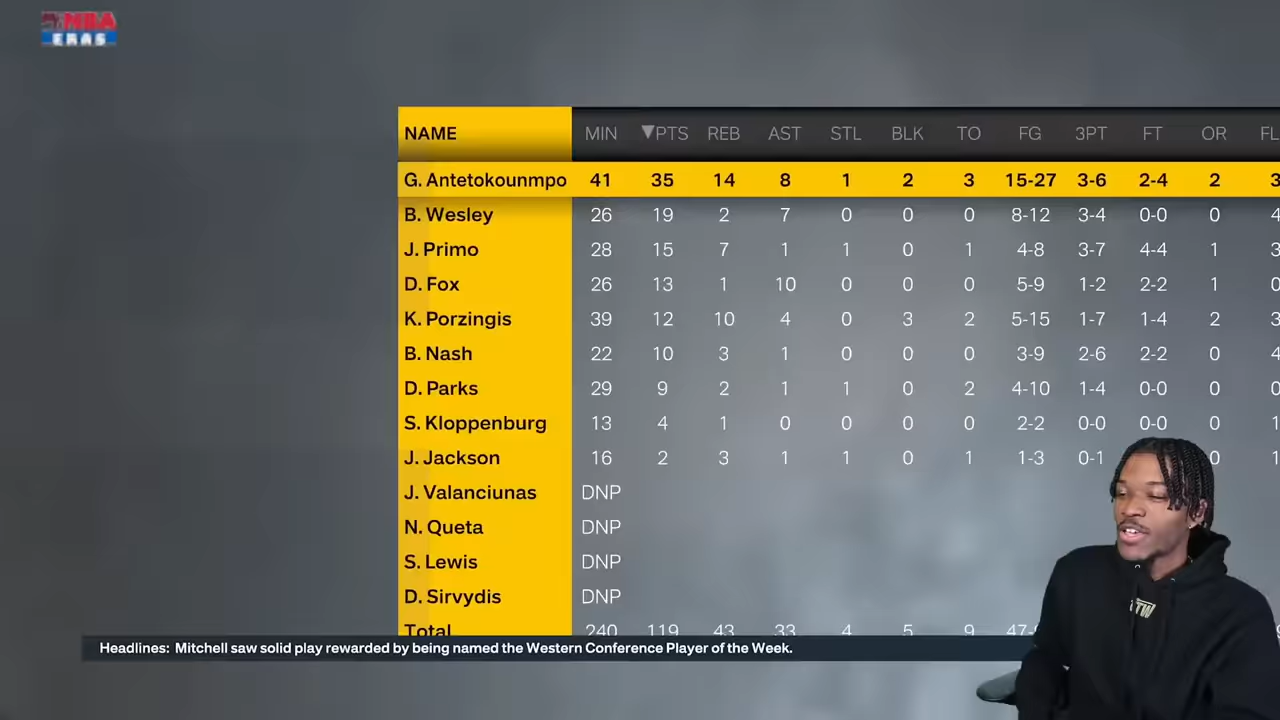 NBA
ERAS
NAME MIN ▼PTS REB AST STL BLK TO FG 3PT FT OR FL
G. Antetokounmpo 41 35 14 8 1 2 3 15-27 3-6 2-4 2 3
B. Wesley 26 19 2 7 0 0 0 8-12 3-4 0-0 0 4
J. Primo 28 15 7 1 1 0 1 4-8 3-7 4-4 1 3
D. Fox 26 13 1 10 0 0 0 5-9 1-2 2-2 1 0
K. Porzingis 39 12 10 4 0 3 2 5-15 1-7 1-4 2 3
B. Nash 22 10 3 1 0 0 0 3-9 2-6 2-2 0 4
D. Parks 29 9 2 1 1 0 2 4-10 1-4 0-0 0 0
S. Kloppenburg 13 4 1 0 0 0 0 2-2 0-0 0-0 0 1
J. Jackson 16 2 3 1 1 0 1 1-3 0-1 0 1
J. Valanciunas DNP
N. Queta DNP
S. Lewis DNP
D. Sirvydis DNP
Total 240 119 43 33 4 5 9 47-
Headlines: Mitchell saw solid play rewarded by being named the Western Conference Player of the Week.
TW